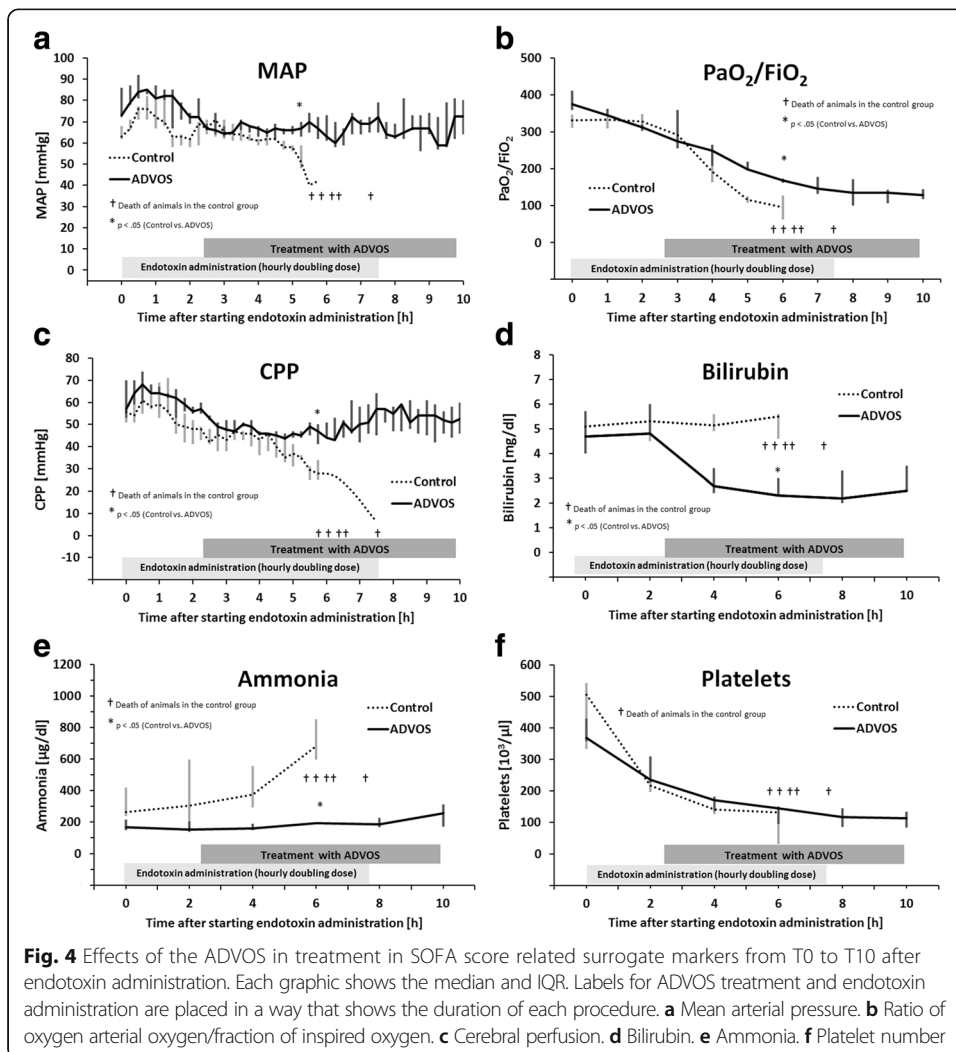 a
MAP
100
90
80
70
60
50
40
30
20
10
0
MAP [mmHg]
*
Control
ADVOS
† † † † †
† Death of animals in the control group
* p < .05 (Control vs. ADVOS)
Treatment with ADVOS
Endotoxin administration (hourly doubling dose)
0 1 2 3 4 5 6 7 8 9 10
Time after starting endotoxin administration [h]
b
PaO2/FiO2
500
400
300
200
100
0
PaO2/FiO2
† Death of animals in the control group
* p < .05 (Control vs. ADVOS)
*
Control
ADVOS
† † † † †
Treatment with ADVOS
Endotoxin administration (hourly doubling dose)
0 1 2 3 4 5 6 7 8 9 10
Time after starting endotoxin administration [h]
c
CPP
80
70
60
50
40
30
20
10
0
-10
CPP [mmHg]
*
Control
ADVOS
† Death of animals in the control group
* p < .05 (Control vs. ADVOS)
† † † † †
Treatment with ADVOS
Endotoxin administration (hourly doubling dose)
0 1 2 3 4 5 6 7 8 9 10
Time after starting endotoxin administration [h]
d
Bilirubin
8
7
6
5
4
3
2
1
0
Bilirubin [mg/dl]
Control
ADVOS
† † † † †
*
† Death of animas in the control group
* p < .05 (Control vs. ADVOS)
Treatment with ADVOS
Endotoxin administration (hourly doubling dose)
0 2 4 6 8 10
Time after starting endotoxin administration [h]
e
Ammonia
1200
1000
800
600
400
200
0
Ammonia [µg/dl]
† Death of animals in the control group
* p < .05 (Control vs. ADVOS)
Control
ADVOS
† † † † †
*
Treatment with ADVOS
Endotoxin administration (hourly doubling dose)
0 2 4 6 8 10
Time after starting endotoxin administration [h]
f
Platelets
600
500
400
300
200
100
0
Platelets [10³/µl]
† Death of animals in the control group
Control
ADVOS
† † † † †
Treatment with ADVOS
Endotoxin administration (hourly doubling dose)
0 2 4 6 8 10
Time after starting endotoxin administration [h]
Fig. 4 Effects of the ADVOS in treatment in SOFA score related surrogate markers from T0 to T10 after
endotoxin administration. Each graphic shows the median and IQR. Labels for ADVOS treatment and endotoxin
administration are placed in a way that shows the duration of each procedure. a Mean arterial pressure. b Ratio of
oxygen arterial oxygen/fraction of inspired oxygen. c Cerebral perfusion. d Bilirubin. e Ammonia. f Platelet number